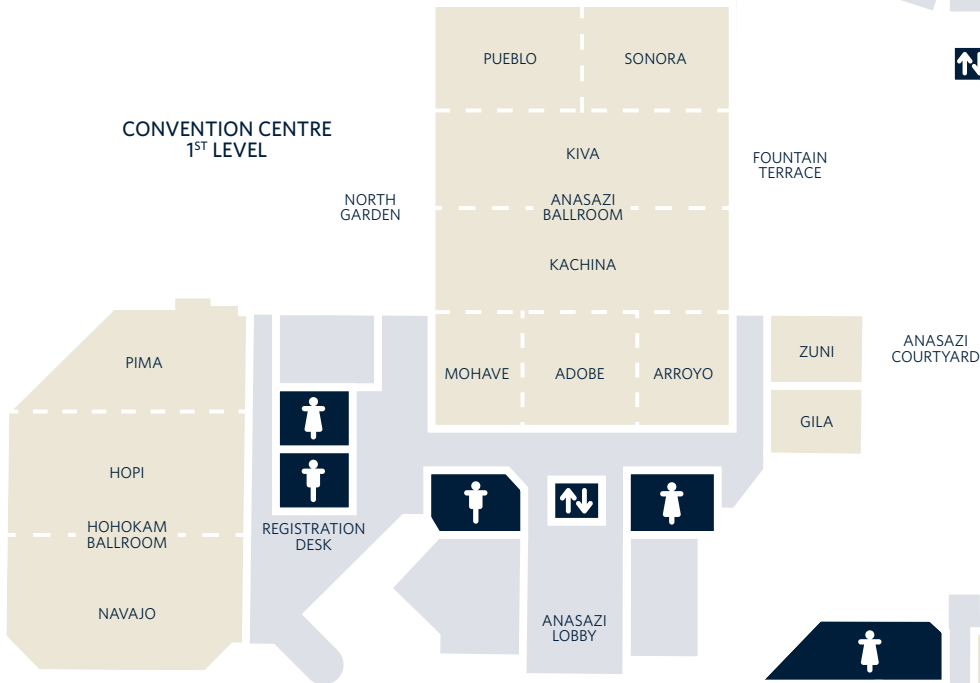 PUEBLO
SONORA
CONVENTION CENTRE
1ST LEVEL
KIVA
FOUNTAIN
TERRACE
NORTH
GARDEN
ANASAZI
BALLROOM
KACHINA
PIMA
MOHAVE
ADOBE
ARROYO
ZUNI
ANASAZI
COURTYARD
GILA
HOPI
HOHOKAM
BALLROOM
REGISTRATION
DESK
NAVAJO
ANASAZI
LOBBY